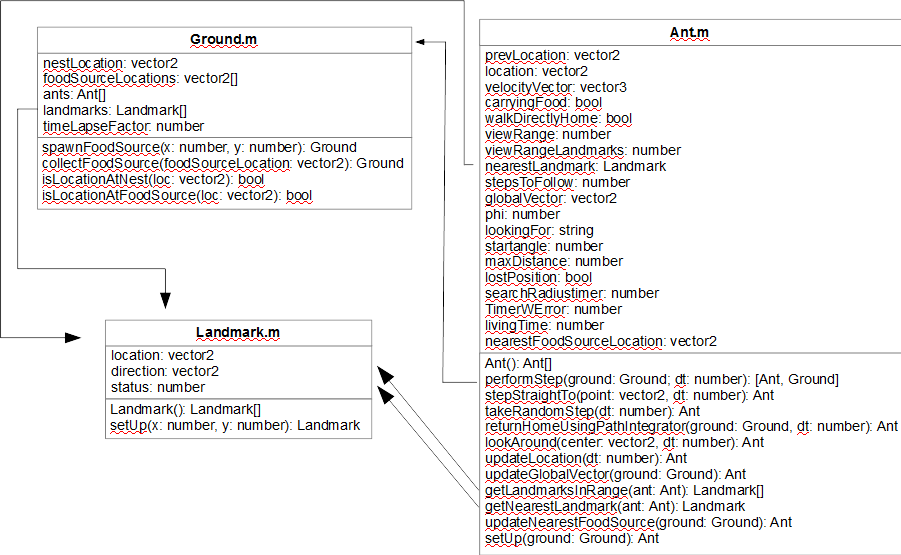 Ground.m
nestLocation: vector2
foodSourceLocations: vector2[]
ants: Ant[]
landmarks: Landmark[]
timeLapseFactor: number
spawnFoodSource(x: number, y: number): Ground
collectFoodSource(foodSourceLocation: vector2): Ground
isLocationAtNest(loc: vector2): bool
isLocationAtFoodSource(loc: vector2): bool
Landmark.m
location: vector2
direction: vector2
status: number
Landmark(): Landmark[]
setUp(x: number, y: number): Landmark
Ant.m
prevLocation: vector2
location: vector2
velocityVector: vector3
carryingFood: bool
walkDirectlyHome: bool
viewRange: number
viewRangeLandmarks: number
nearestLandmark: Landmark
stepsToFollow: number
globalVector: vector2
phi: number
lookingFor: string
startangle: number
maxDistance: number
lostPosition: bool
searchRadiustimer: number
TimerWError: number
livingTime: number
nearestFoodSourceLocation: vector2
Ant(): Ant[]
performStep(ground: Ground; dt: number): [Ant, Ground]
stepStraightTo(point: vector2, dt: number): Ant
takeRandomStep(dt: number): Ant
returnHomeUsingPathIntegrator(ground: Ground, dt: number): Ant
lookAround(center: vector2, dt: number): Ant
updateLocation(dt: number): Ant
updateGlobalVector(ground: Ground): Ant
getLandmarksInRange(ant: Ant): Landmark[]
getNearestLandmark(ant: Ant): Landmark
updateNearestFoodSource(ground: Ground): Ant
setUp(ground: Ground): Ant